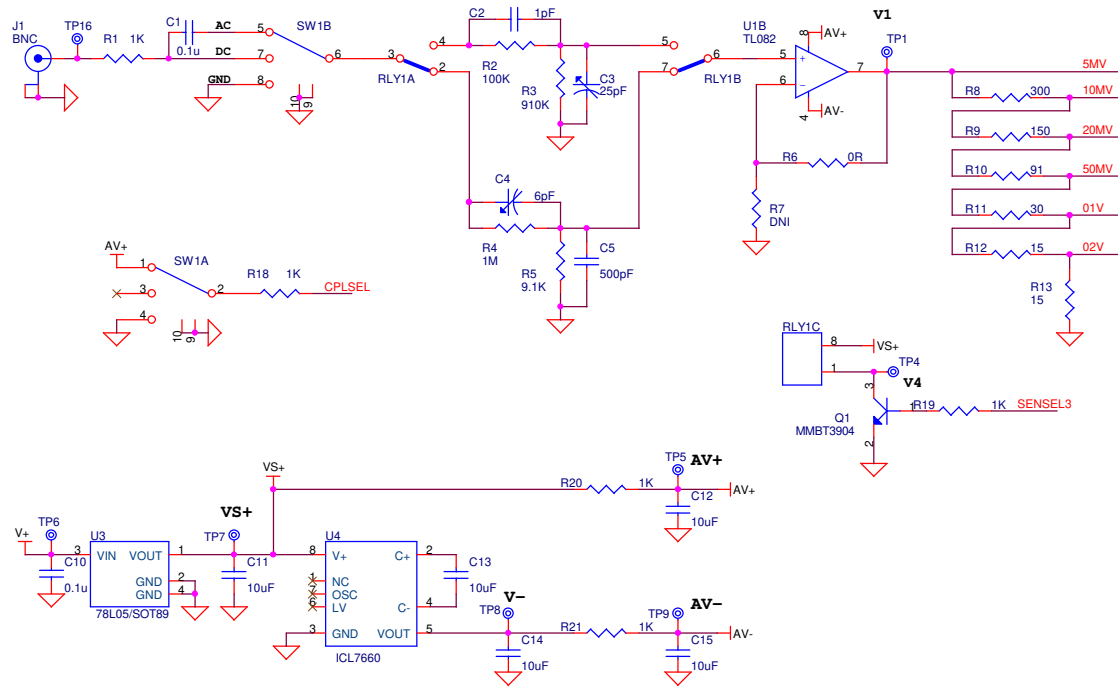 J1
BNC
TP16
R1 1K
C1
0.1u
AC
DC
GND
5
7
8
SW1B
6
10
9
3
4
2
RLY1A
C2
1pF
R2
100K
R3
910K
C3
25pF
C4
6pF
R4
1M
R5
9.1K
C5
500pF
5
7
6
RLY1B
U1B
TL082
5
6
+
−
8
AV+
4
AV-
7
V1
TP1
R6
0R
R7
DNI
5MV
R8 300 10MV
R9 150 20MV
R10 91 50MV
R11 30 01V
R12 15 02V
R13
15
AV+
1
3
4
SW1A
2
10
9
R18 1K
CPLSEL
RLY1C
8
VS+
1
TP4
V4
3
1
2
Q1
MMBT3904
R19 1K
SENSEL3
V+
TP6
C10
0.1u
U3
3 VIN VOUT 1
GND 2
GND 4
78L05/SOT89
VS+
TP7
C11
10uF
VS+
U4
8 V+ C+ 2
1 NC
7 OSC
6 LV C- 4
3 GND VOUT 5
ICL7660
C13
10uF
R20 1K
TP5
AV+
C12
10uF
AV+
V−
TP8
C14
10uF
R21 1K
TP9
AV−
C15
10uF
AV-